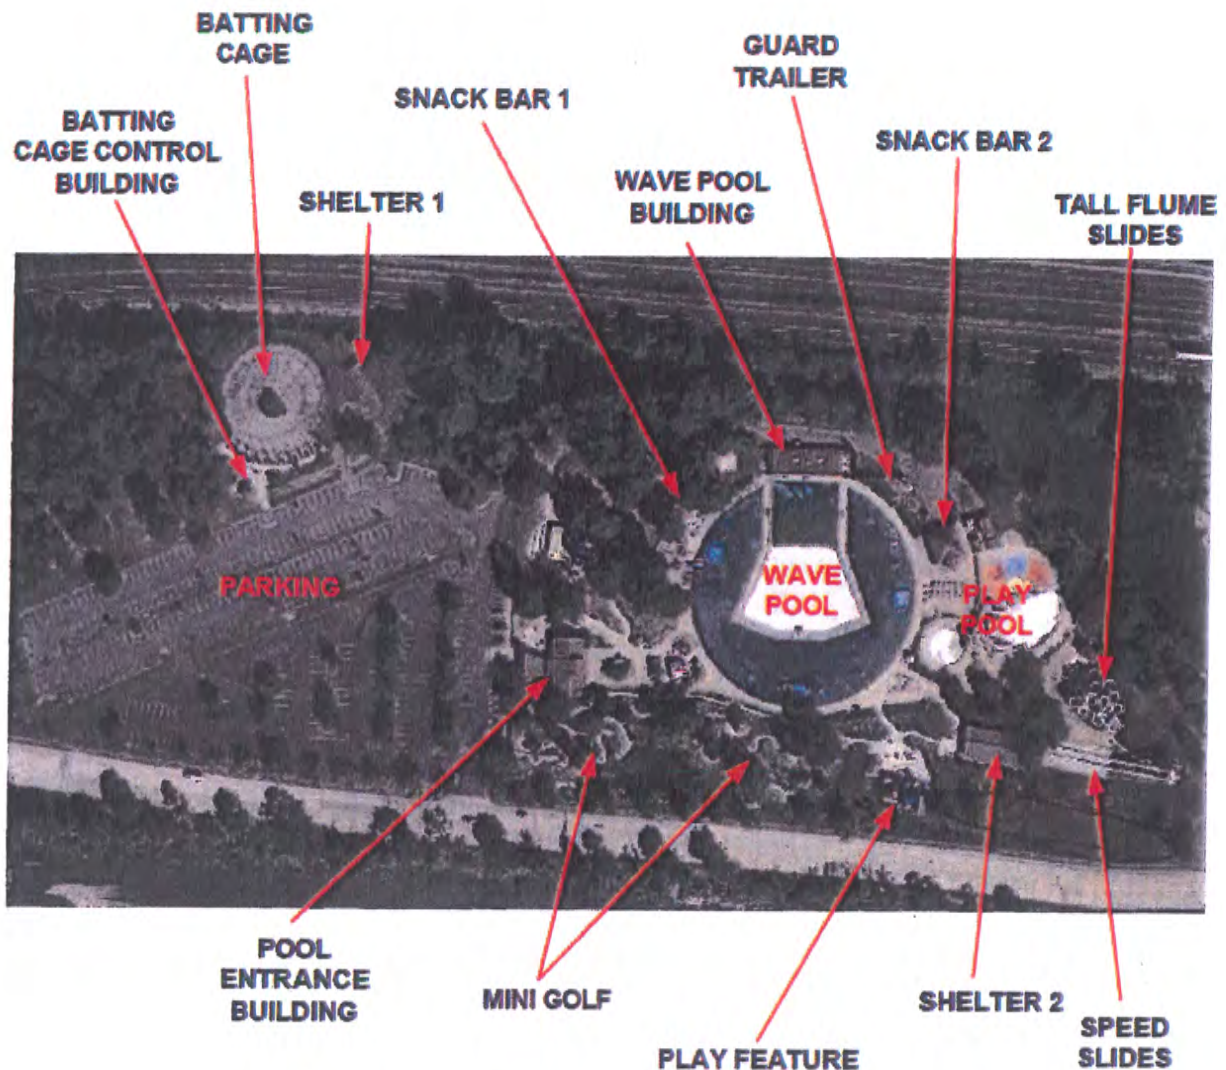 BATTING
CAGE
GUARD
TRAILER
SNACK BAR 1
BATTING
CAGE CONTROL
BUILDING
SNACK BAR 2
WAVE POOL
BUILDING
SHELTER 1
TALL FLUME
SLIDES
PARKING
WAVE
POOL
PLAY
POOL
POOL
ENTRANCE
BUILDING
MINI GOLF
SHELTER 2
SPEED
SLIDES
PLAY FEATURE